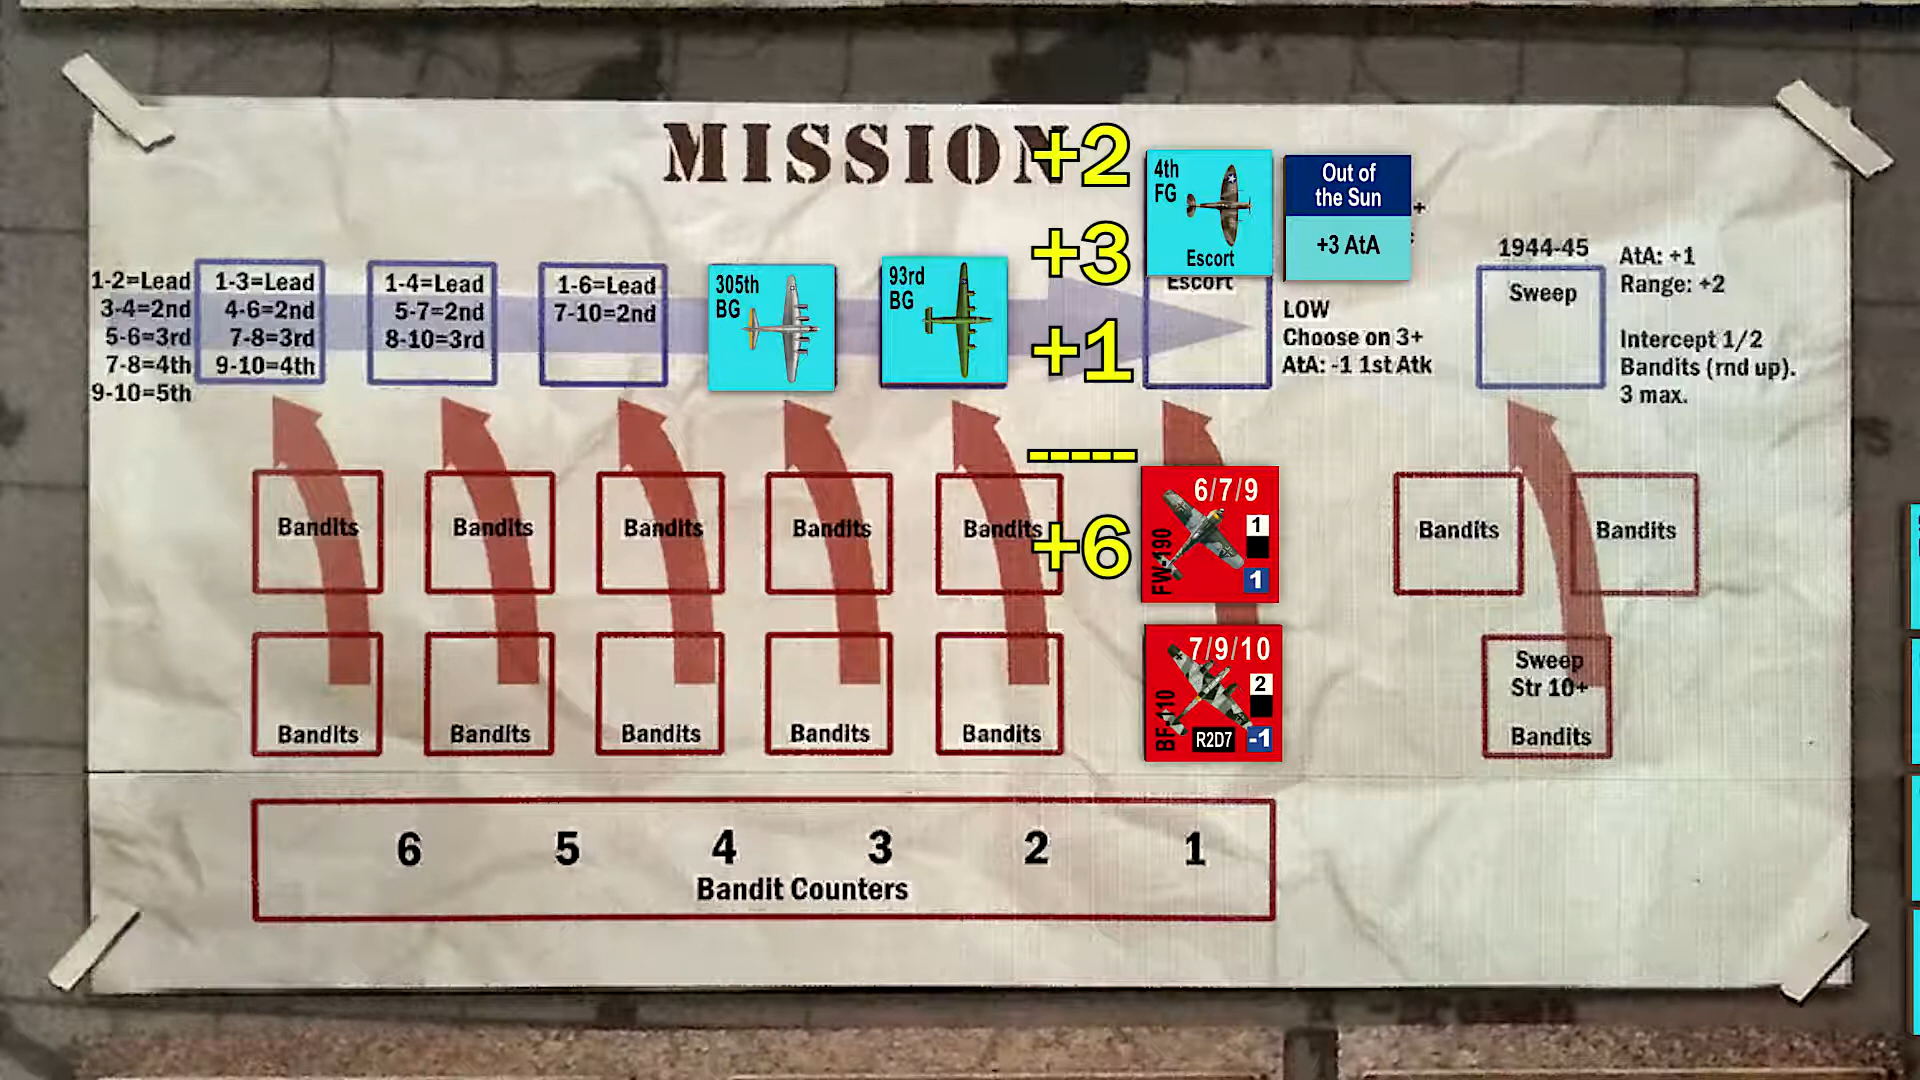 MISSION
+2
+3
+1
-----
+6
4th
FG
Escort
Out of
the Sun
+3 AtA
+
1-2=Lead
3-4=2nd
5-6=3rd
7-8=4th
9-10=5th
1-3=Lead
4-6=2nd
7-8=3rd
9-10=4th
1-4=Lead
5-7=2nd
8-10=3rd
1-6=Lead
7-10=2nd
305th
BG
93rd
BG
Escort
LOW
Choose on 3+
AtA: -1 1st Atk
1944-45
Sweep
AtA: +1
Range: +2
Intercept 1/2
Bandits (rnd up).
3 max.
Bandits
Bandits
Bandits
Bandits
Bandits
6/7/9
1
FW-190
1
Bandits
Bandits
Bandits
Bandits
Bandits
Bandits
Bandits
7/9/10
2
BF-110
R2D7
-1
Sweep
Str 10+
Bandits
6 5 4 3 2 1
Bandit Counters